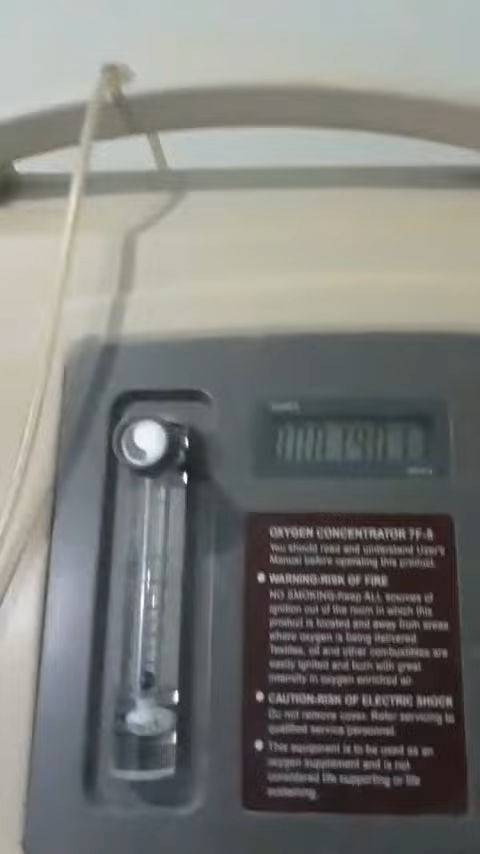 OXYGEN CONCENTRATOR 7F-8
You should read and understand User's
Manual before operating this product.
WARNING:RISK OF FIRE
NO SMOKING:Keep ALL sources of
ignition out of the room in which this
product is located and away from areas
where oxygen is being delivered.
Textiles, oil and other combustibles are
easily ignited and burn with great
intensity in oxygen enriched air.
CAUTION:RISK OF ELECTRIC SHOCK
Do not remove cover. Refer servicing to
qualified service personnel.
This equipment is to be used as an
oxygen supplement and is not
considered life supporting or life
sustaining.